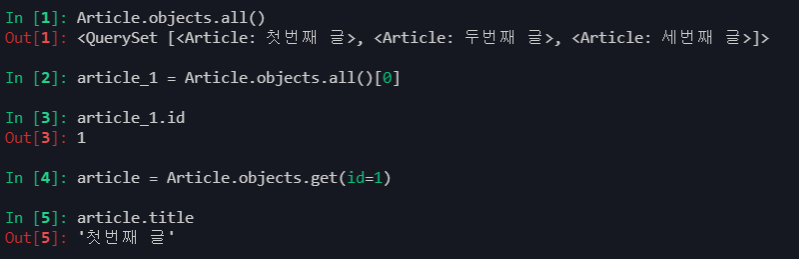 In [1]: Article.objects.all()
Out[1]: <QuerySet [<Article: 첫번째 글>, <Article: 두번째 글>, <Article: 세번째 글>]>
In [2]: article_1 = Article.objects.all()[0]
In [3]: article_1.id
Out[3]: 1
In [4]: article = Article.objects.get(id=1)
In [5]: article.title
Out[5]: '첫번째 글'